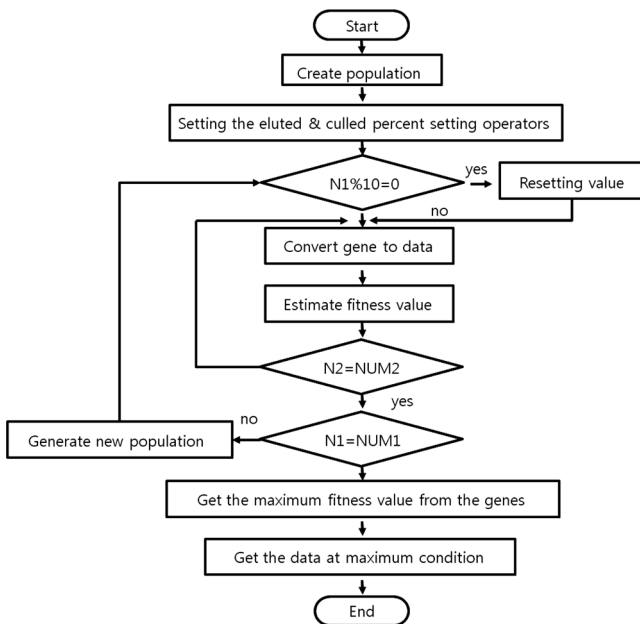 Start
Create population
Setting the eluted & culled percent setting operators
N1%10=0
yes
Resetting value
no
Convert gene to data
Estimate fitness value
N2=NUM2
yes
no
Generate new population
N1=NUM1
Get the maximum fitness value from the genes
Get the data at maximum condition
End